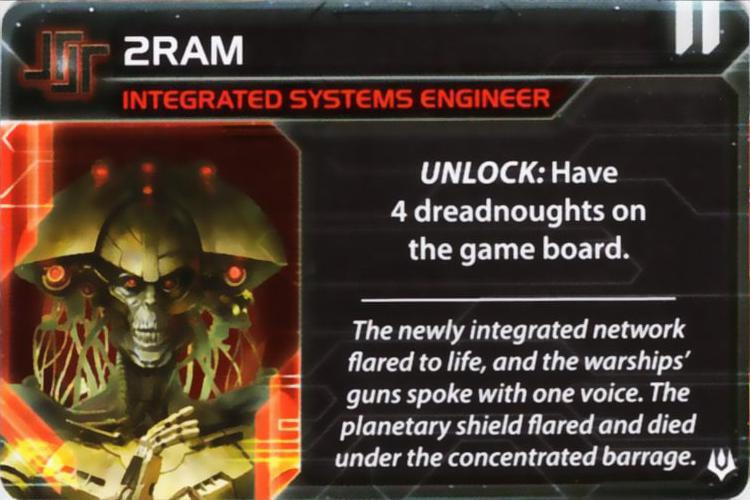 2RAM
INTEGRATED SYSTEMS ENGINEER
UNLOCK: Have
4 dreadnoughts on
the game board.
The newly integrated network
flared to life, and the warships’
guns spoke with one voice. The
planetary shield flared and died
under the concentrated barrage.